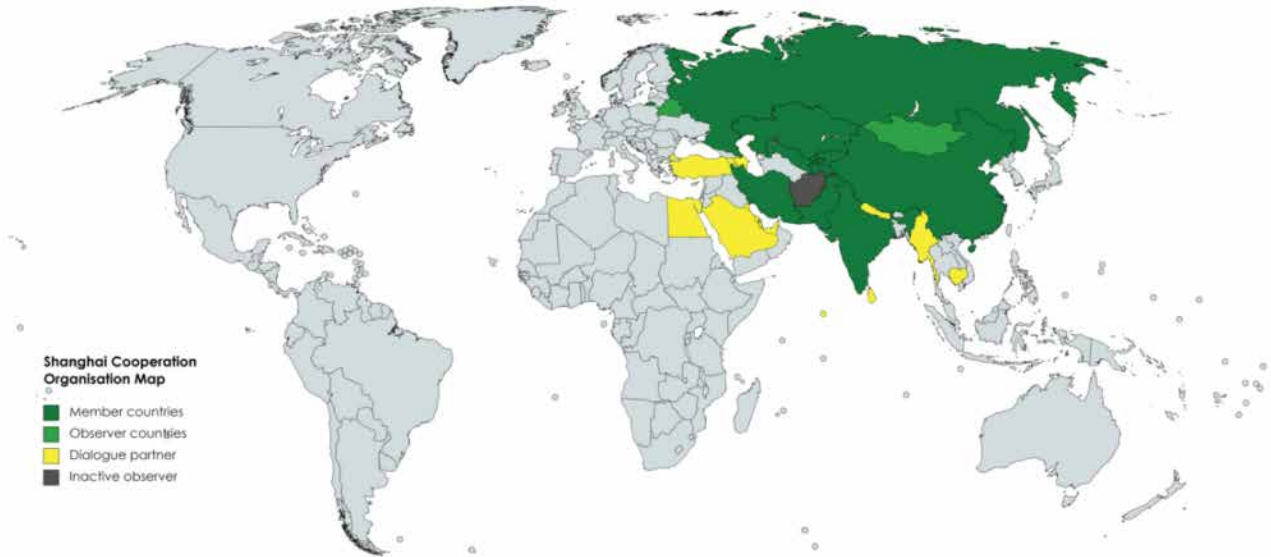 Shanghai Cooperation
Organisation Map
Member countries
Observer countries
Dialogue partner
Inactive observer